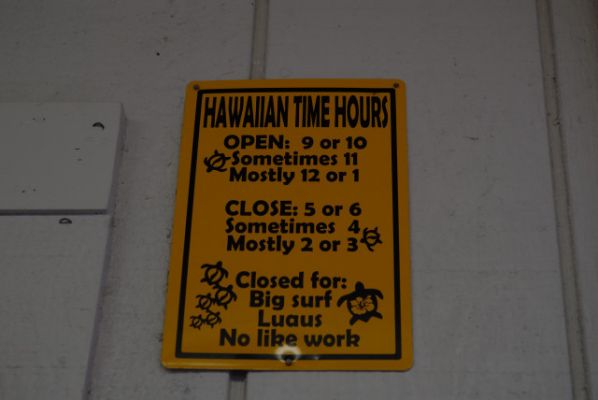 HAWAIIAN TIME HOURS
OPEN: 9 or 10
Sometimes 11
Mostly 12 or 1
CLOSE: 5 or 6
Sometimes 4
Mostly 2 or 3
Closed for:
Big surf
Luaus
No like work